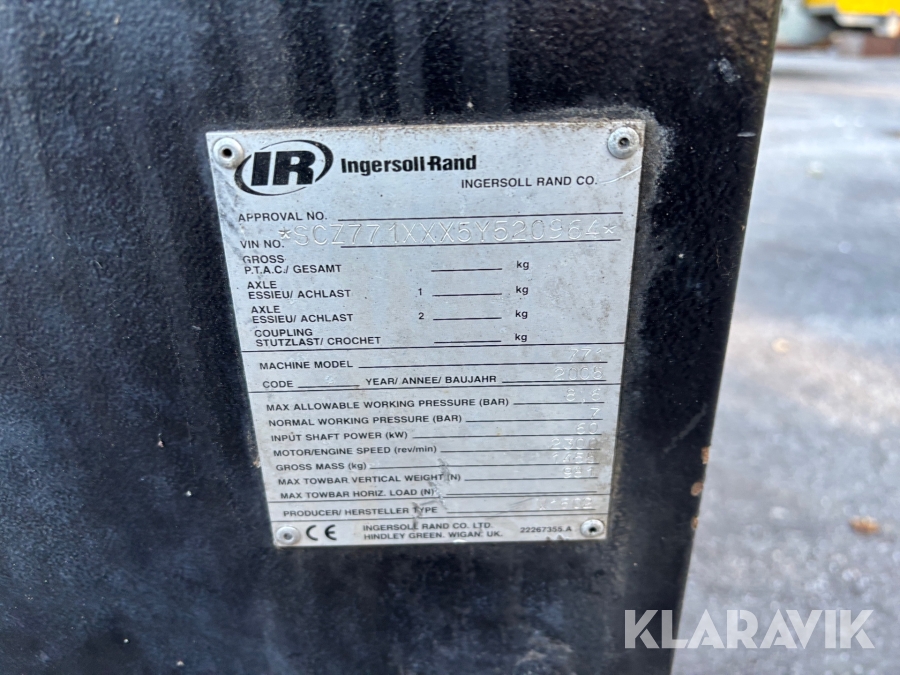 IR Ingersoll-Rand
INGERSOLL RAND CO.
APPROVAL NO.
VIN NO. *SCZ771XXX5Y520984*
GROSS
P.T.A.C./ GESAMT kg
AXLE
ESSIEU/ ACHLAST 1 kg
AXLE
ESSIEU/ ACHLAST 2 kg
COUPLING
STUTZLAST/ CROCHET kg
MACHINE MODEL 771
CODE YEAR/ ANNEE/ BAUJAHR 2005
MAX ALLOWABLE WORKING PRESSURE (BAR) 8,6
NORMAL WORKING PRESSURE (BAR) 7
INPUT SHAFT POWER (kW) 60
MOTOR/ENGINE SPEED (rev/min) 2300
GROSS MASS (kg)
MAX TOWBAR VERTICAL WEIGHT (N)
MAX TOWBAR HORIZ. LOAD (N)
PRODUCER/ HERSTELLER TYPE
CE INGERSOLL RAND CO. LTD. 22267355.A
HINDLEY GREEN. WIGAN. UK.
KLARAVIK